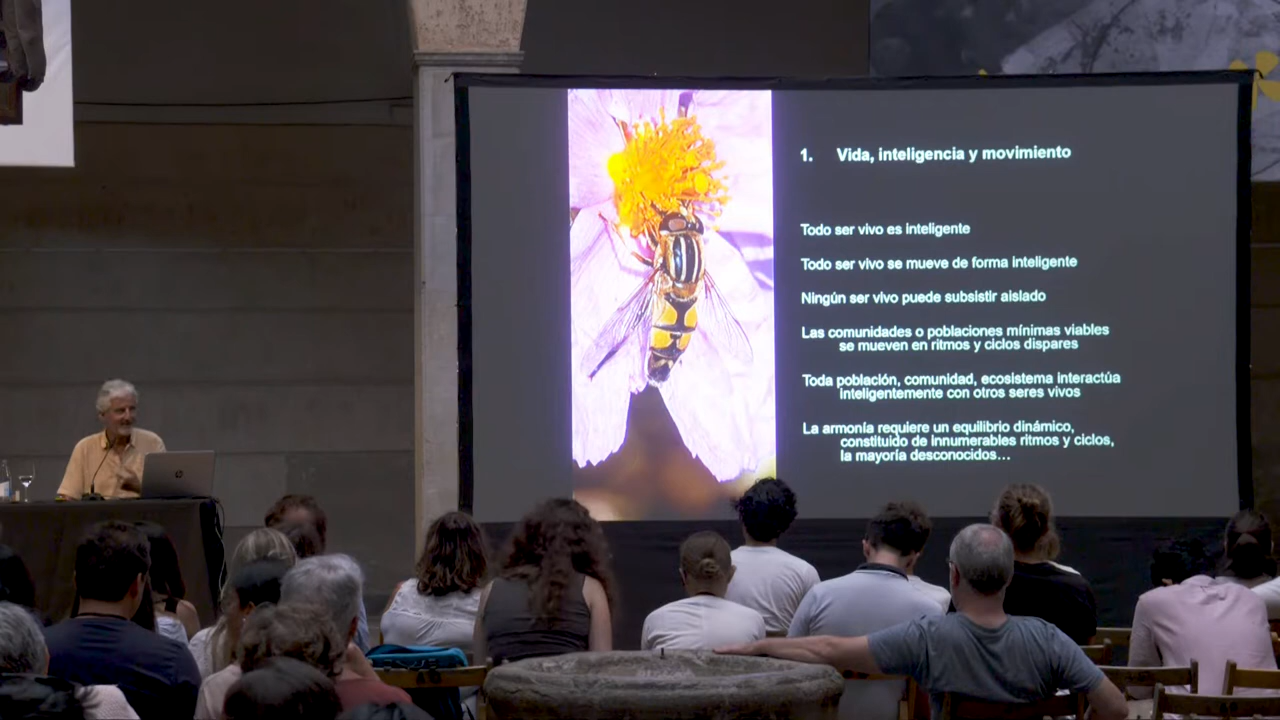 1. Vida, inteligencia y movimiento
Todo ser vivo es inteligente
Todo ser vivo se mueve de forma inteligente
Ningún ser vivo puede subsistir aislado
Las comunidades o poblaciones mínimas viables
se mueven en ritmos y ciclos dispares
Toda población, comunidad, ecosistema interactúa
inteligentemente con otros seres vivos
La armonía requiere un equilibrio dinámico,
constituido de innumerables ritmos y ciclos,
la mayoría desconocidos...